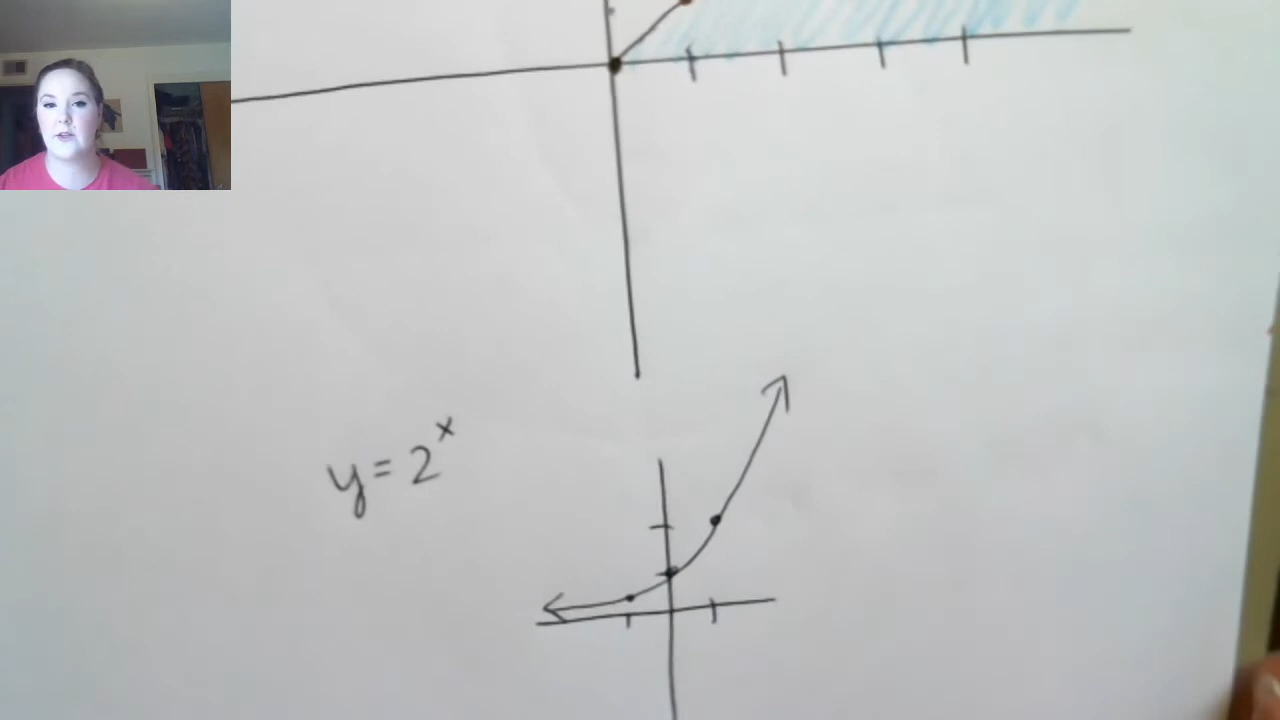 y = 2^x